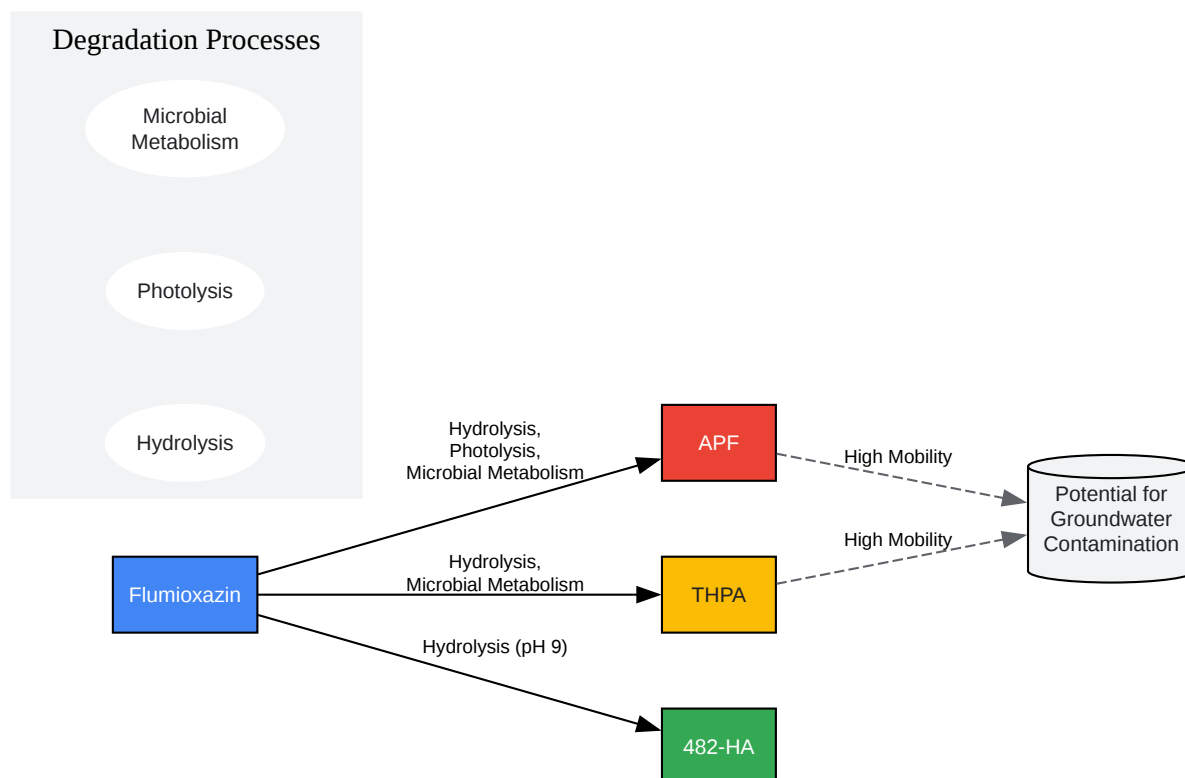 Degradation Processes
Microbial
Metabolism
Photolysis
Hydrolysis
Hydrolysis,
Photolysis,
Microbial Metabolism
APF
High Mobility
Potential for
Groundwater
Contamination
Flumioxazin
Hydrolysis,
Microbial Metabolism
THPA
High Mobility
Hydrolysis (pH 9)
482-HA